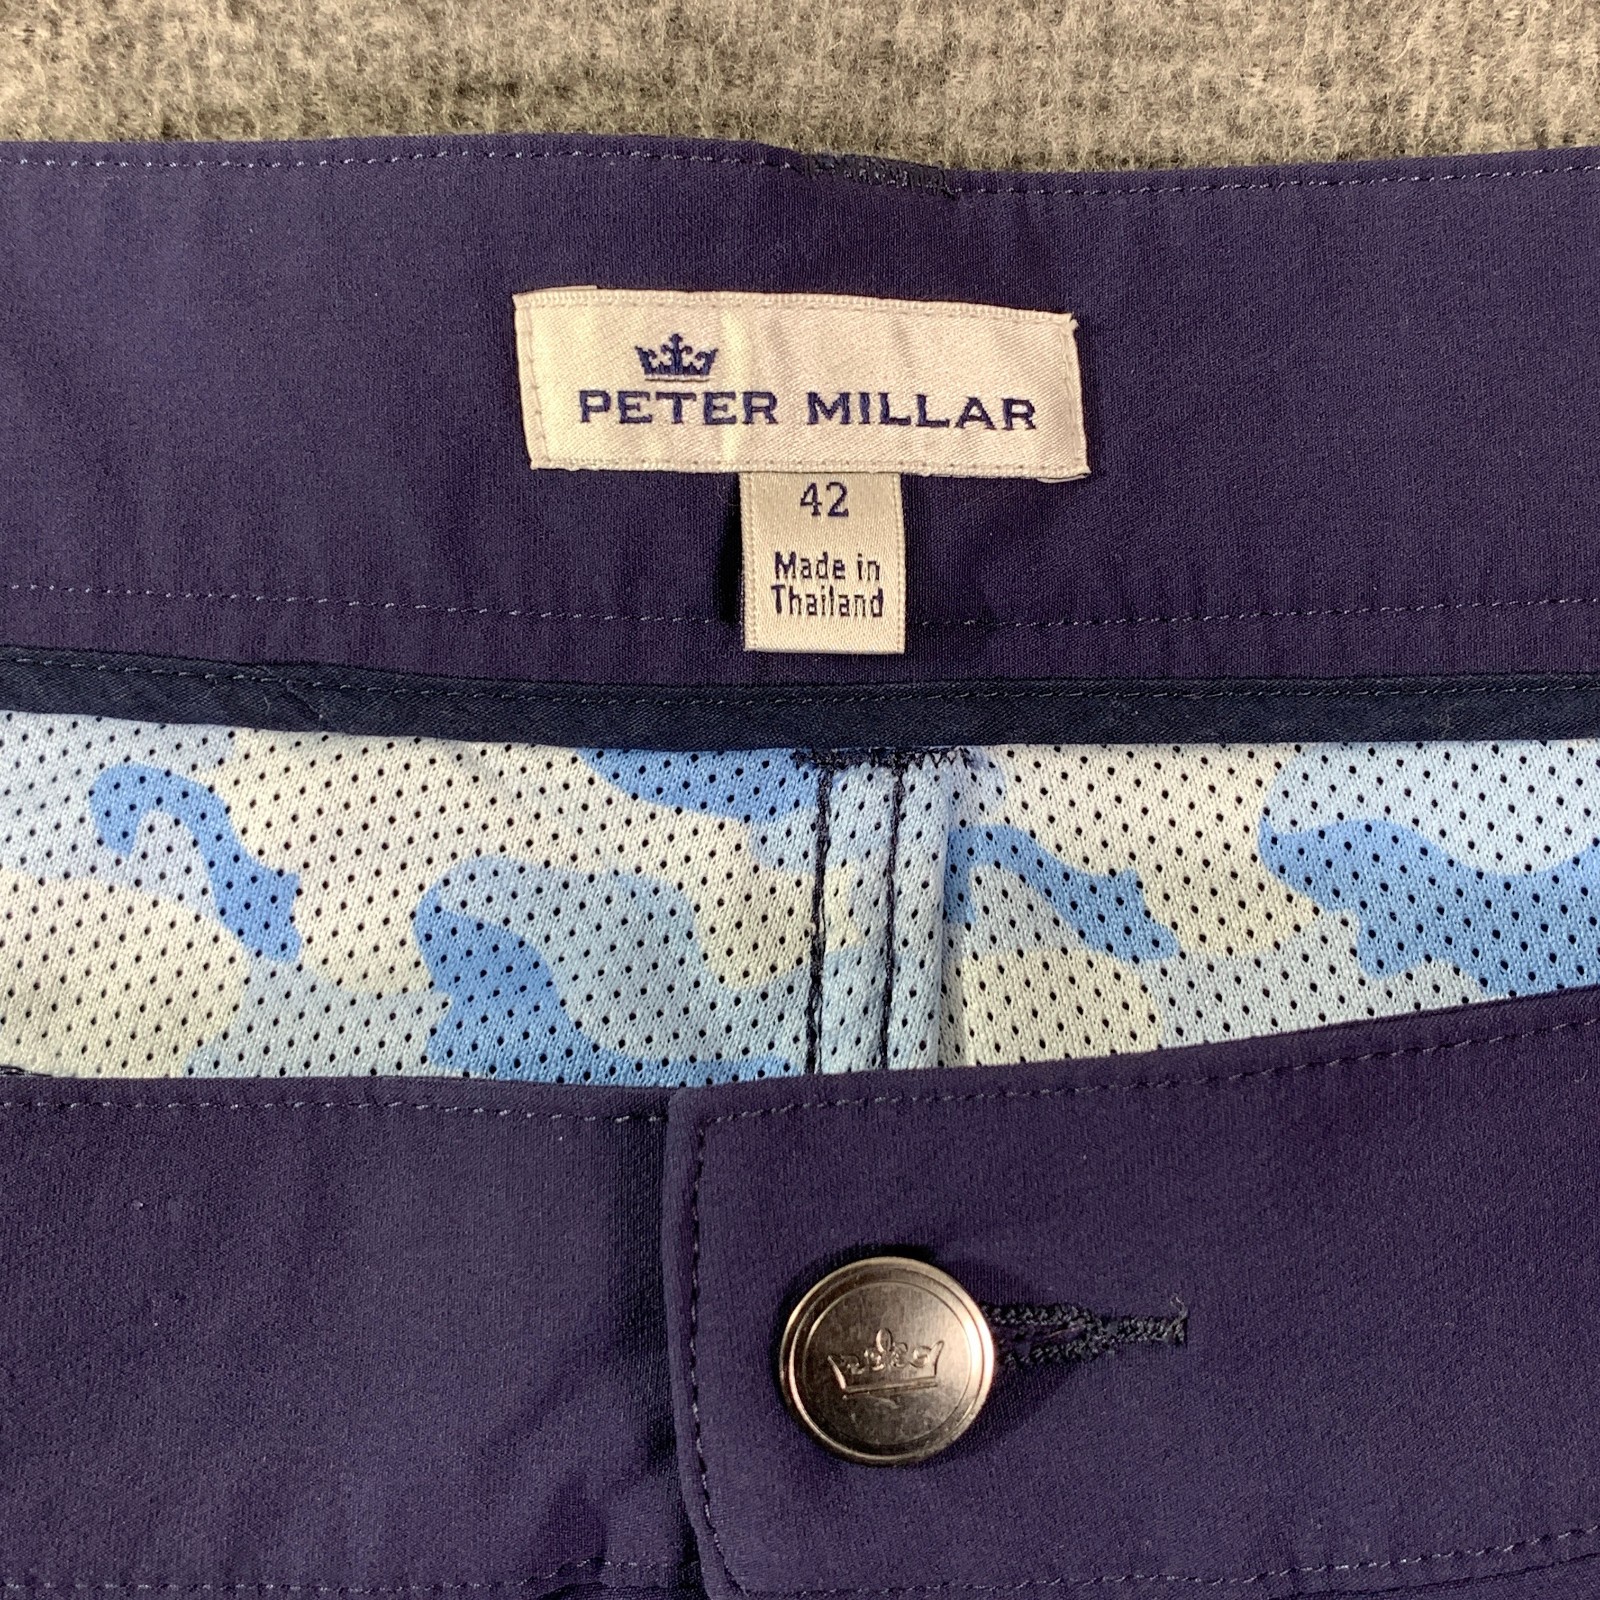 PETER MILLAR
42
Made in
Thailand